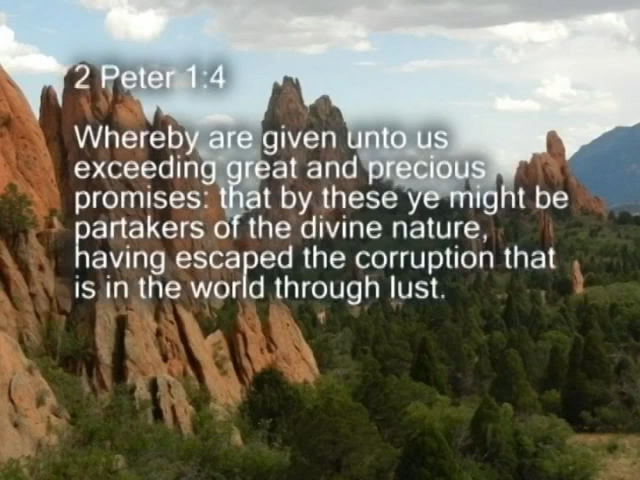 2 Peter 1:4
Whereby are given unto us
exceeding great and precious
promises: that by these ye might be
partakers of the divine nature,
having escaped the corruption that
is in the world through lust.